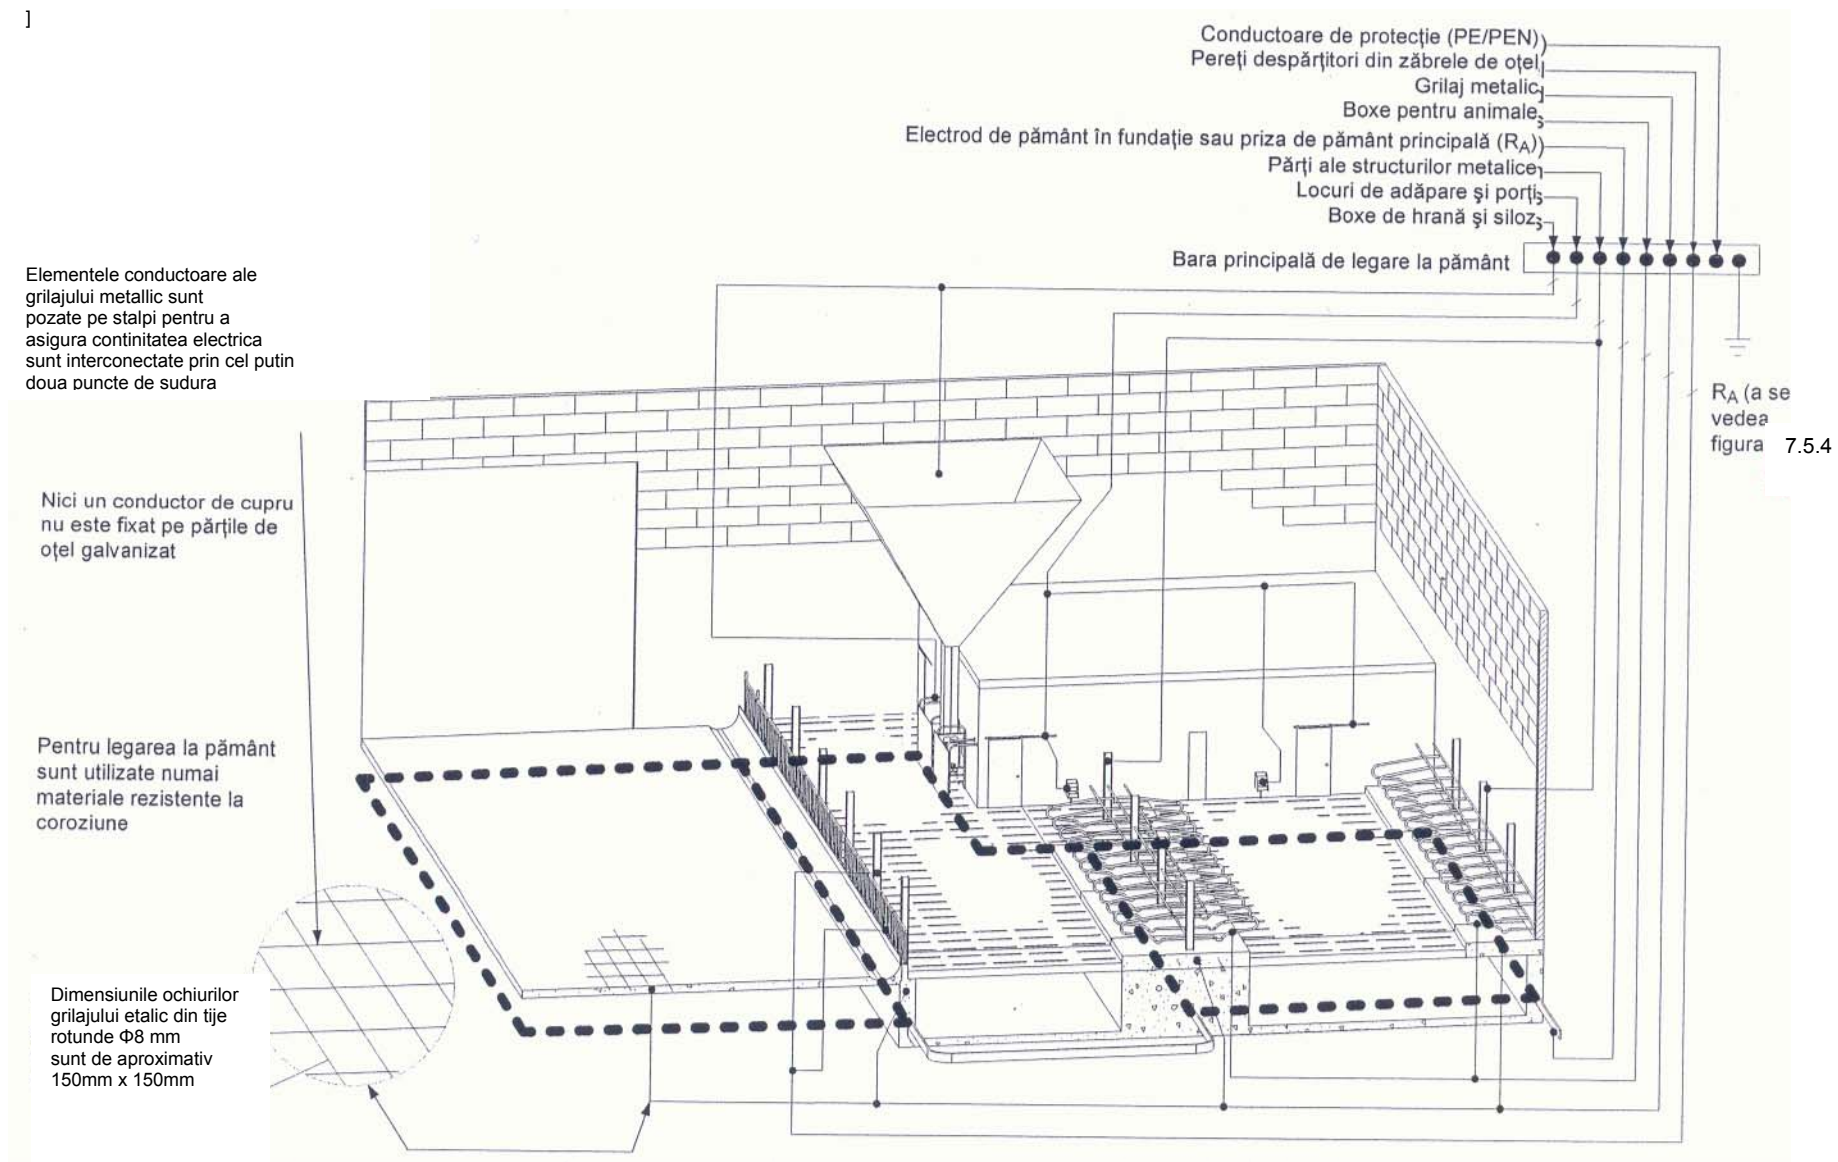 ]
Conductoare de protecție (PE/PEN)
Pereți despărțitori din zăbrele de oțel
Grilaj metalic
Boxe pentru animale
Electrod de pământ în fundație sau priza de pământ principală (RA)
Părți ale structurilor metalice
Locuri de adăpare și porți
Boxe de hrană și siloz
Bara principală de legare la pământ
Elementele conductoare ale
grilajului metallic sunt
pozate pe stalpi pentru a
asigura continitatea electrica
sunt interconectate prin cel putin
doua puncte de sudura
RA (a se
vedea
figura 7.5.4
Nici un conductor de cupru
nu este fixat pe părțile de
oțel galvanizat
Pentru legarea la pământ
sunt utilizate numai
materiale rezistente la
coroziune
Dimensiunile ochiurilor
grilajului etalic din tije
rotunde Φ8 mm
sunt de aproximativ
150mm x 150mm